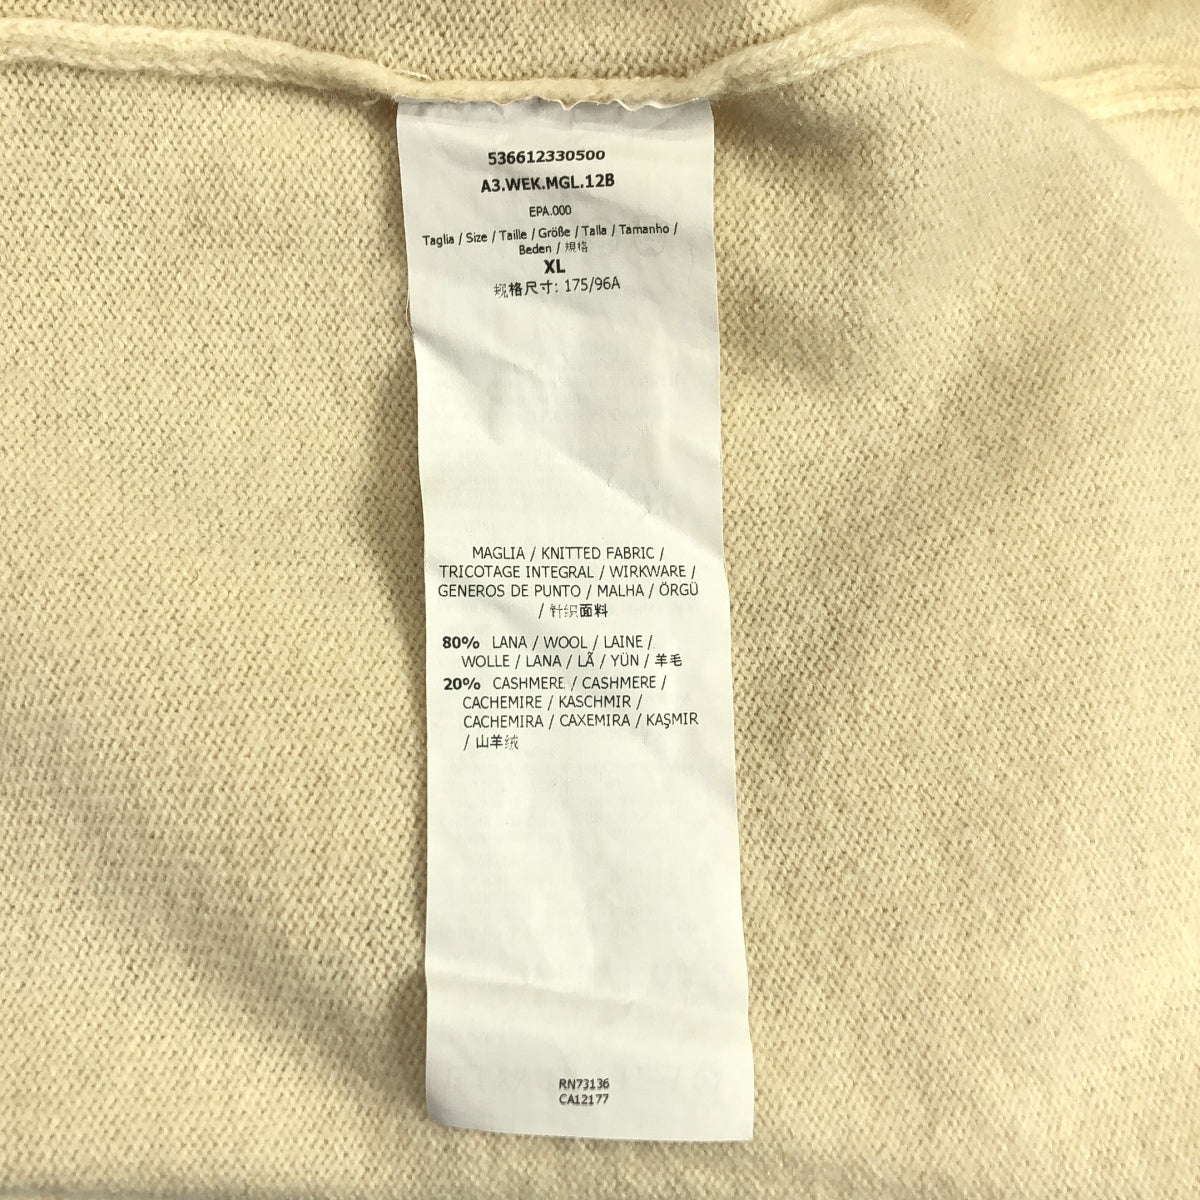 536612330500
A3.WEK.MGL.12B
EPA.000
Taglia / Size / Taille / Größe / Talla / Tamanho /
Beden / 规格
XL
规格尺寸: 175/96A
MAGLIA / KNITTED FABRIC /
TRICOTAGE INTEGRAL / WIRKWARE /
GENEROS DE PUNTO / MALHA / ÖRGÜ
/ 针织面料
80% LANA / WOOL / LAINE /
WOLLE / LANA / LÃ / YÜN / 羊毛
20% CASHMERE / CASHMERE /
CACHEMIRE / KASCHMIR /
CACHEMIRA / CAXEMIRA / KAŞMIR
/ 山羊绒
RN73136
CA12177